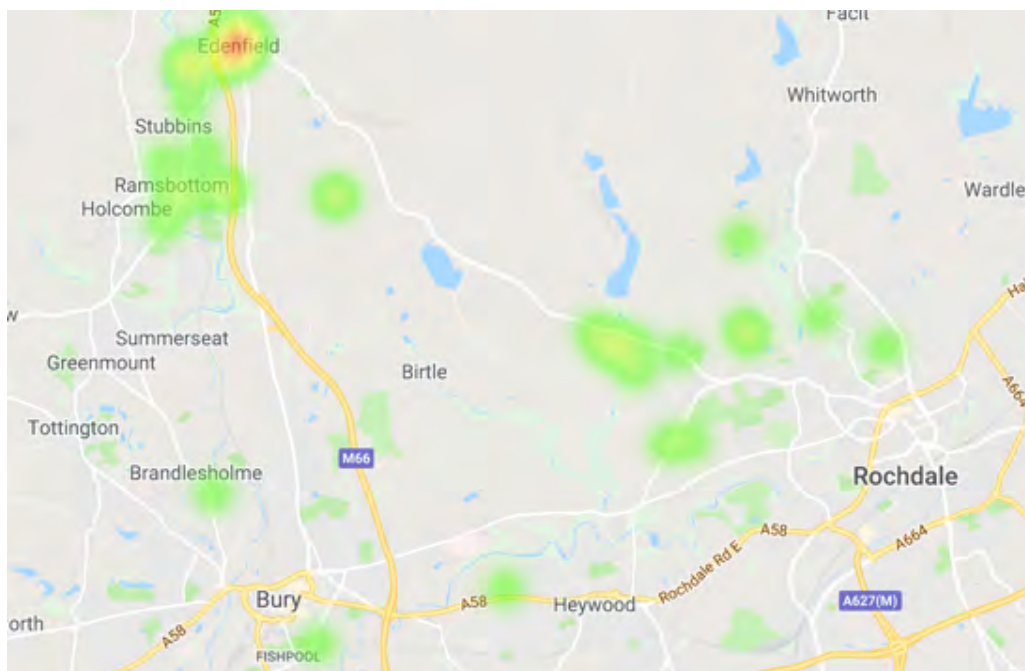 Facit
Edenfield
Whitworth
Stubbins
Ramsbottom
Holcombe
Wardle
w
Summerseat
Greenmount
Birtle
A664
Tottington
M66
Brandlesholme
Rochdale
A58
A664
Rochdale Rd E
Bury
A58
Heywood
A627(M)
orth
A58
FISHPOOL